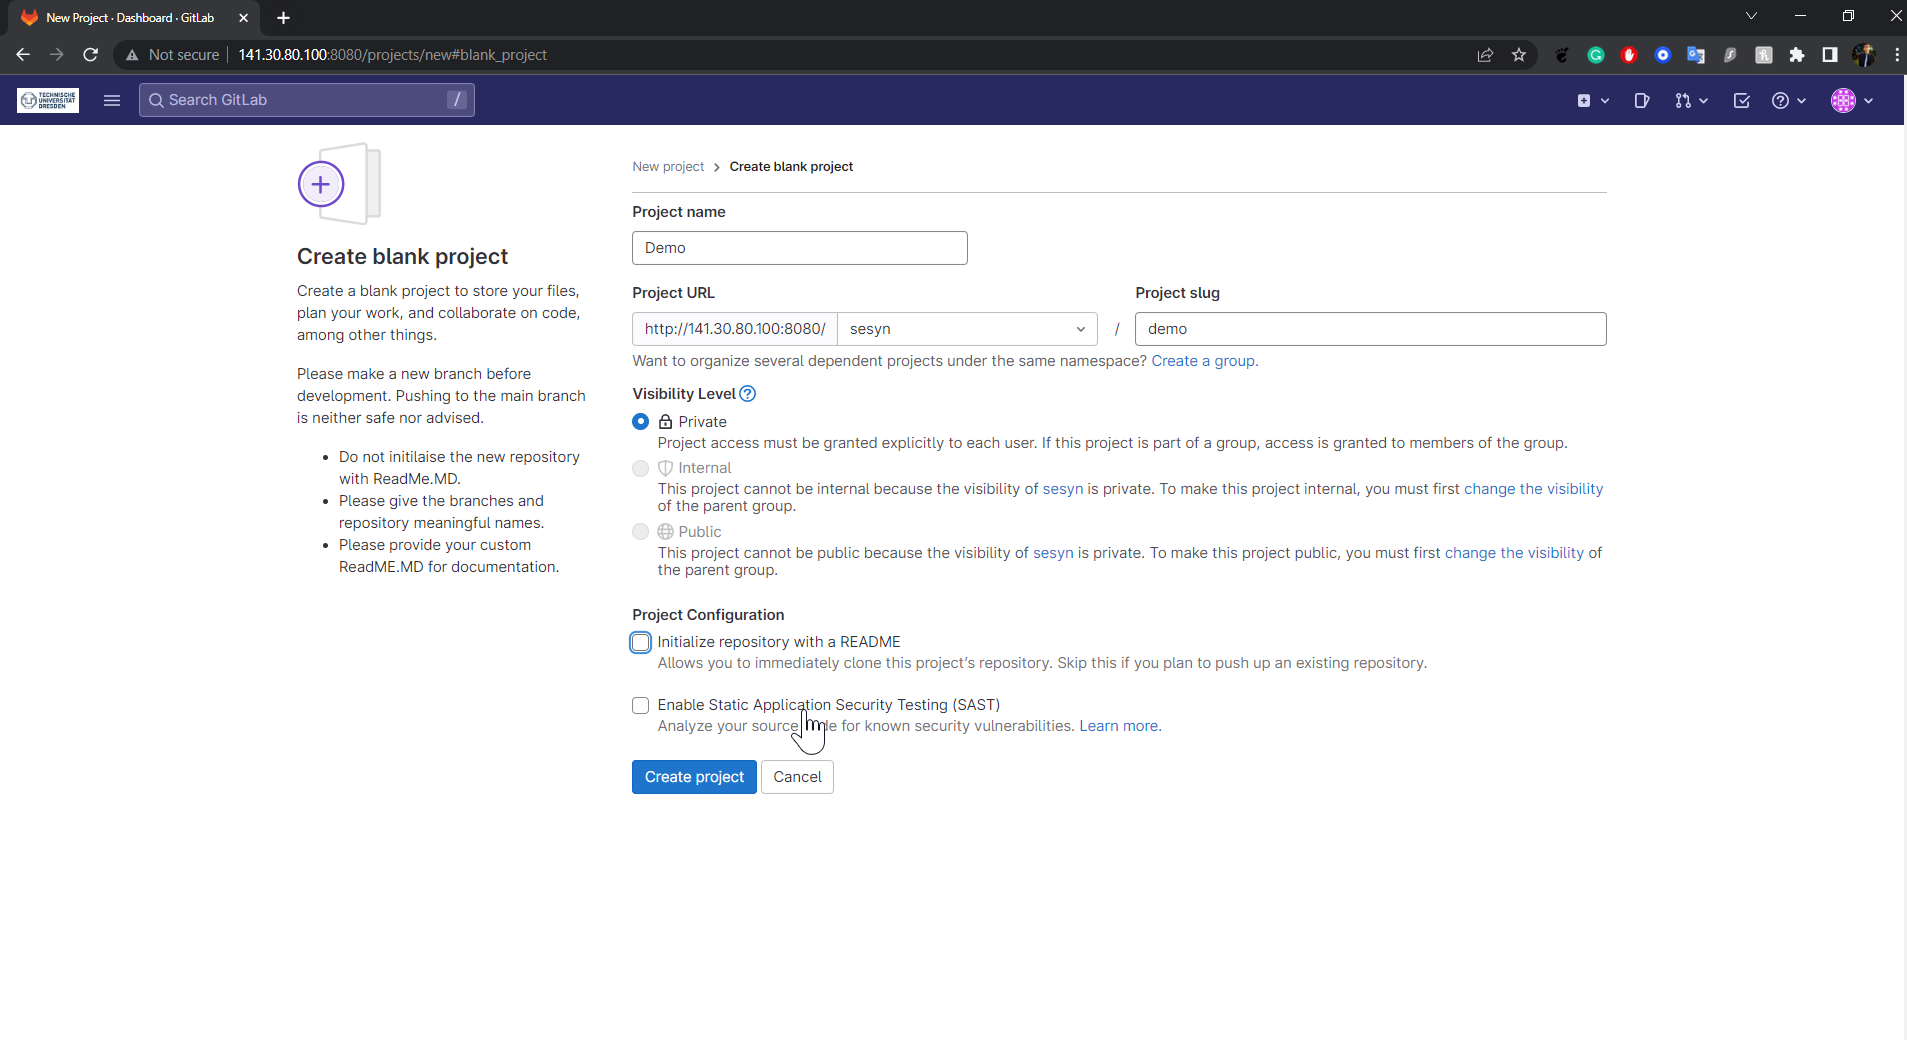 New Project · Dashboard · GitLab
Not secure
141.30.80.100:8080/projects/new#blank_project
TECHNISCHE
UNIVERSITÄT
DRESDEN
Search GitLab
/
New project > Create blank project
Create blank project
Create a blank project to store your files,
plan your work, and collaborate on code,
among other things.
Please make a new branch before
development. Pushing to the main branch
is neither safe nor advised.
• Do not initilaise the new repository
with ReadMe.MD.
• Please give the branches and
repository meaningful names.
• Please provide your custom
ReadME.MD for documentation.
Project name
Demo
Project URL
Project slug
http://141.30.80.100:8080/ sesyn / demo
Want to organize several dependent projects under the same namespace? Create a group.
Visibility Level
Private
Project access must be granted explicitly to each user. If this project is part of a group, access is granted to members of the group.
Internal
This project cannot be internal because the visibility of sesyn is private. To make this project internal, you must first change the visibility
of the parent group.
Public
This project cannot be public because the visibility of sesyn is private. To make this project public, you must first change the visibility of
the parent group.
Project Configuration
Initialize repository with a README
Allows you to immediately clone this project's repository. Skip this if you plan to push up an existing repository.
Enable Static Application Security Testing (SAST)
Analyze your source for known security vulnerabilities. Learn more.
Create project
Cancel